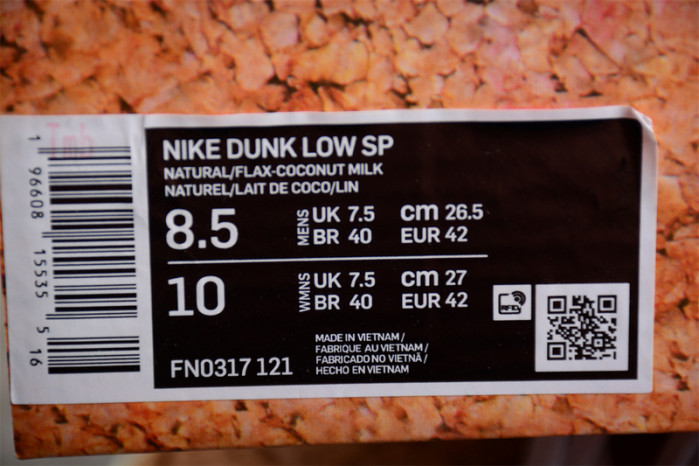 NIKE DUNK LOW SP
NATURAL/FLAX-COCONUT MILK
NATUREL/LAIT DE COCO/LIN
8.5 MENS UK 7.5 cm 26.5
BR 40 EUR 42
10 WMNS UK 7.5 cm 27
BR 40 EUR 42
FN0317 121
MADE IN VIETNAM /
FABRIQUE AU VIETNAM /
FABRICADO NO VIETNÃ /
HECHO EN VIETNAM
RFID
1 96608 15535 5 16